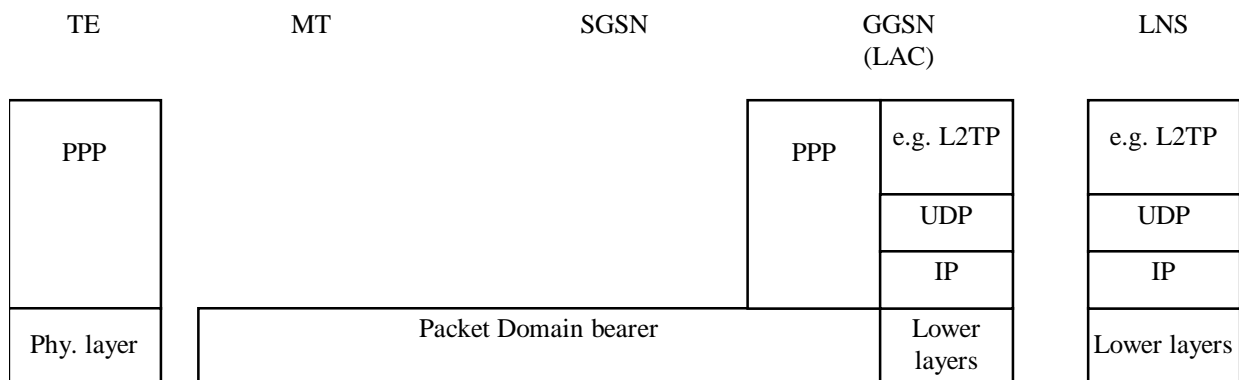 TE MT SGSN GGSN LNS
(LAC)
PPP PPP e.g. L2TP e.g. L2TP
UDP UDP
IP IP
Phy. layer Packet Domain bearer Lower Lower layers
layers